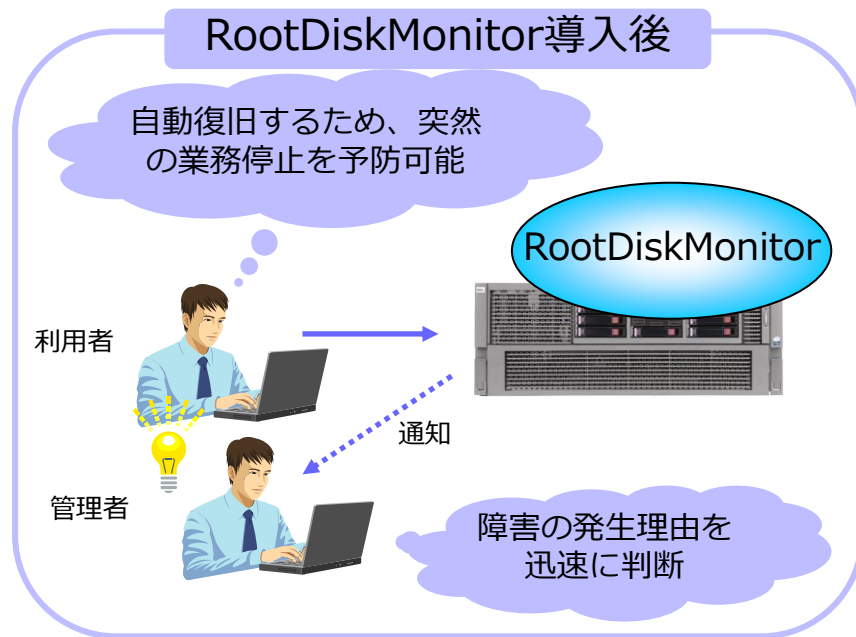 RootDiskMonitor導入後
自動復旧するため、突然
の業務停止を予防可能
RootDiskMonitor
利用者
通知
管理者
障害の発生理由を
迅速に判断